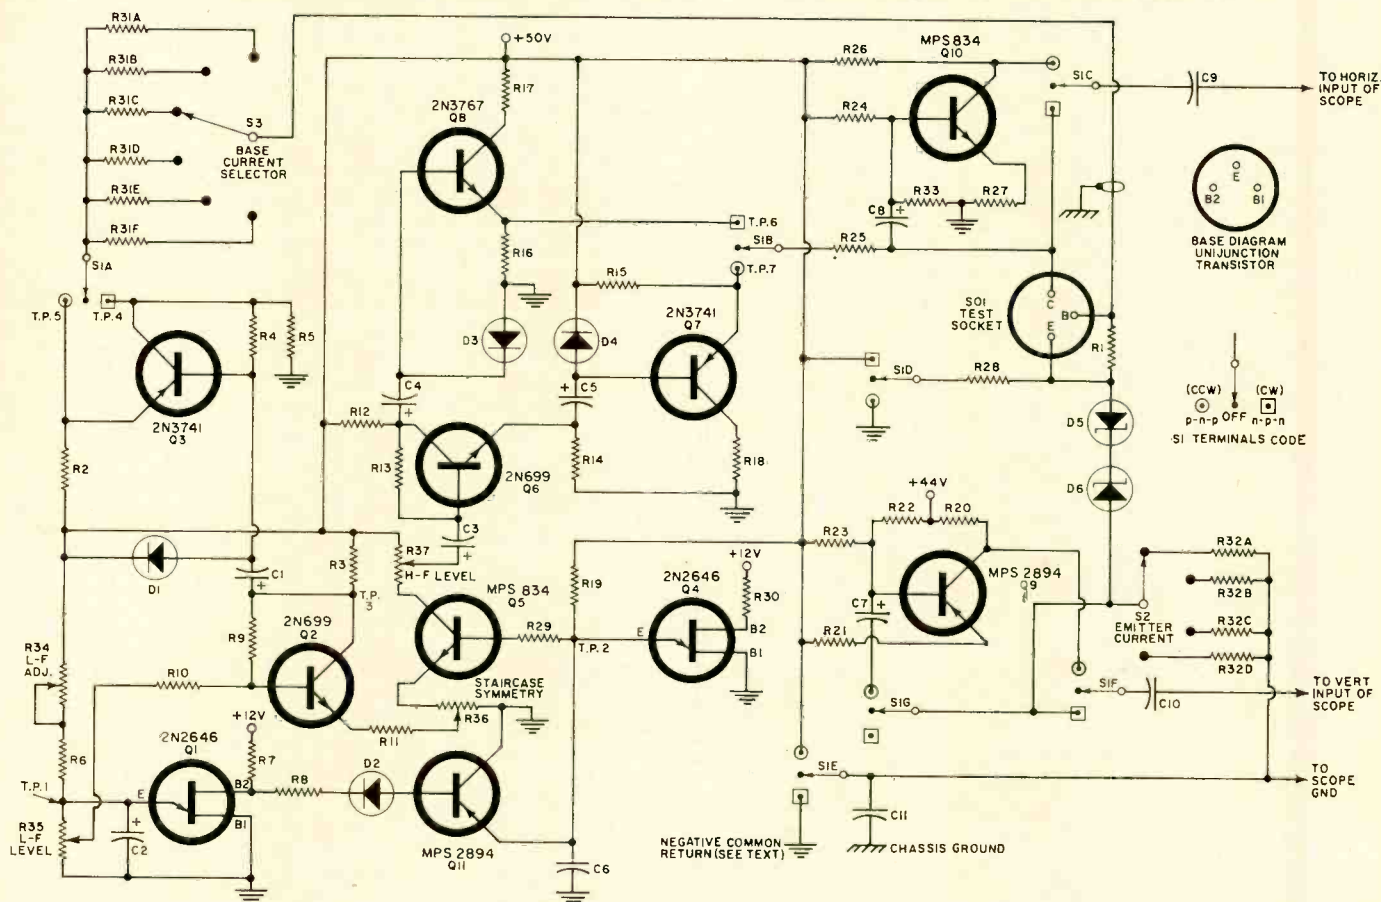 R31A
R31B
R31C
R31D
R31E
R31F
S3
BASE
CURRENT
SELECTOR
S1A
T.P.5
T.P.4
R4
R5
2N3741
Q3
R2
D1
C1
R3
T.P.
3
R9
2N699
Q2
R34
L-F
ADJ.
R10
+12V
R11
R6
2N2646
Q1
R7
T.P.1
E
B2
B1
R8
D2
R35
L-F
LEVEL
C2
MPS 2894
Q11
C6
+50V
R17
2N3767
Q8
R16
D3
D4
C4
R12
R13
2N699
Q6
C3
R37
H-F LEVEL
MPS 834
Q5
R29
STAIRCASE
SYMMETRY
R36
R15
2N3741
Q7
C5
R14
R18
T.P.6
S1B
T.P.7
R19
T.P.2
2N2646
Q4
E
B2
B1
+12V
R30
R26
MPS834
Q10
R24
R33
R27
C8
R25
S1C
C9
TO HORIZ.
INPUT OF
SCOPE
E
B2
B1
BASE DIAGRAM
UNIJUNCTION
TRANSISTOR
SO1
TEST
SOCKET
C
B
E
R1
S1D
R28
D5
D6
(CCW)
(CW)
p-n-p OFF n-p-n
S1 TERMINALS CODE
+44V
R22
R20
R23
MPS 2894
Q9
C7
R21
S1G
S1F
C10
S2
EMITTER
CURRENT
R32A
R32B
R32C
R32D
TO VERT
INPUT OF
SCOPE
S1E
TO
SCOPE
GND
C11
NEGATIVE COMMON
RETURN (SEE TEXT)
CHASSIS GROUND